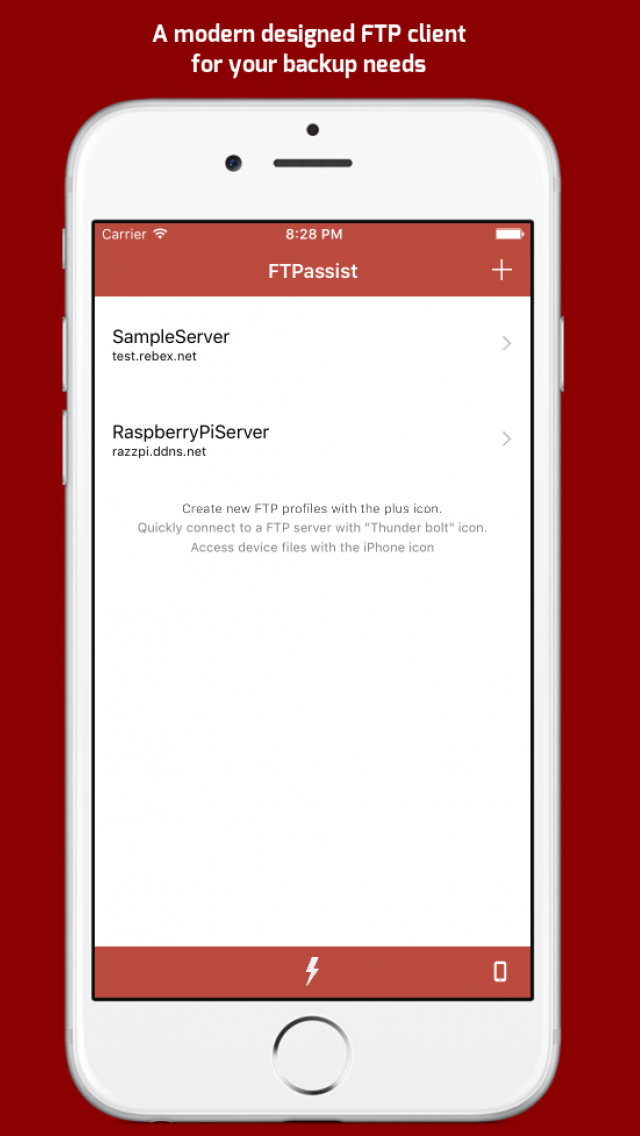 A modern designed FTP client
for your backup needs
Carrier 8:28 PM
FTPassist
SampleServer
test.rebex.net
RaspberryPiServer
razzpi.ddns.net
Create new FTP profiles with the plus icon.
Quickly connect to a FTP server with "Thunder bolt" icon.
Access device files with the iPhone icon